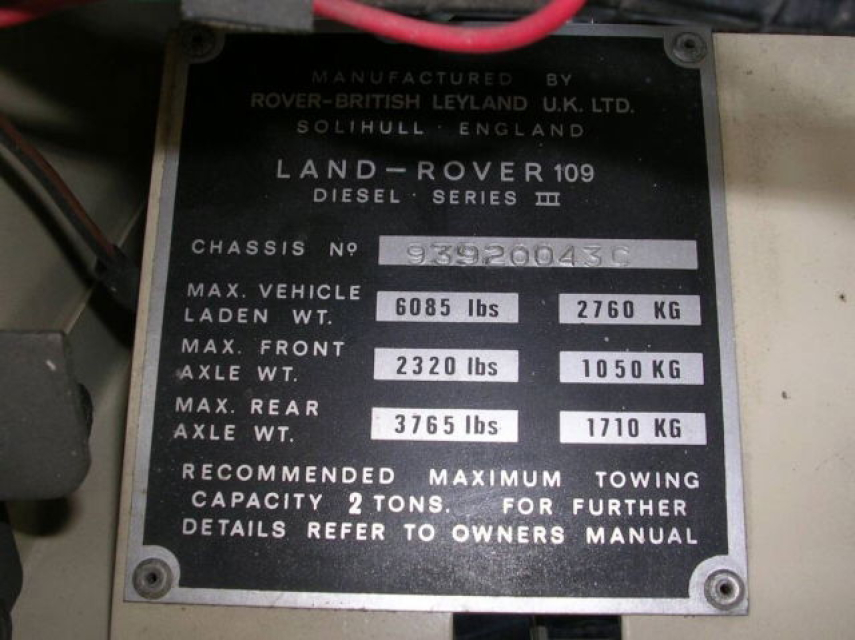 MANUFACTURED BY
ROVER-BRITISH LEYLAND U.K. LTD.
SOLIHULL · ENGLAND
LAND-ROVER 109
DIESEL · SERIES III
CHASSIS Nº 93920043C
MAX. VEHICLE
LADEN WT. 6085 lbs 2760 KG
MAX. FRONT
AXLE WT. 2320 lbs 1050 KG
MAX. REAR
AXLE WT. 3765 lbs 1710 KG
RECOMMENDED MAXIMUM TOWING
CAPACITY 2 TONS. FOR FURTHER
DETAILS REFER TO OWNERS MANUAL